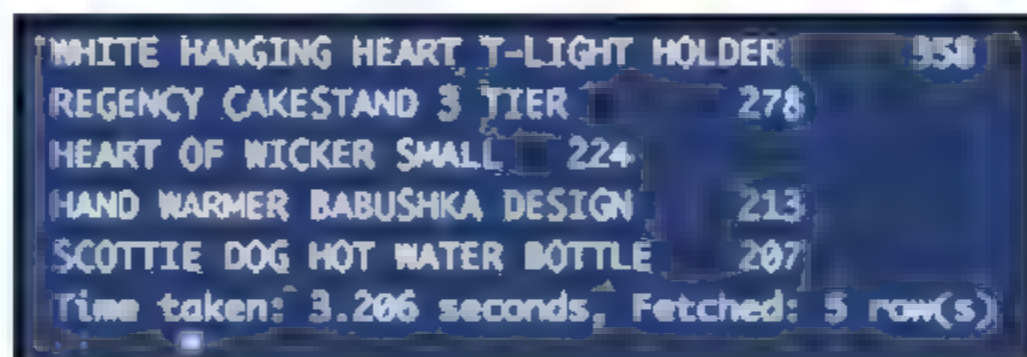 WHITE HANGING HEART T-LIGHT HOLDER 358
REGENCY CAKESTAND 3 TIER 278
HEART OF WICKER SMALL 224
HAND WARMER BABUSHKA DESIGN 213
SCOTTIE DOG HOT WATER BOTTLE 207
Time taken: 3.206 seconds, Fetched: 5 row(s)